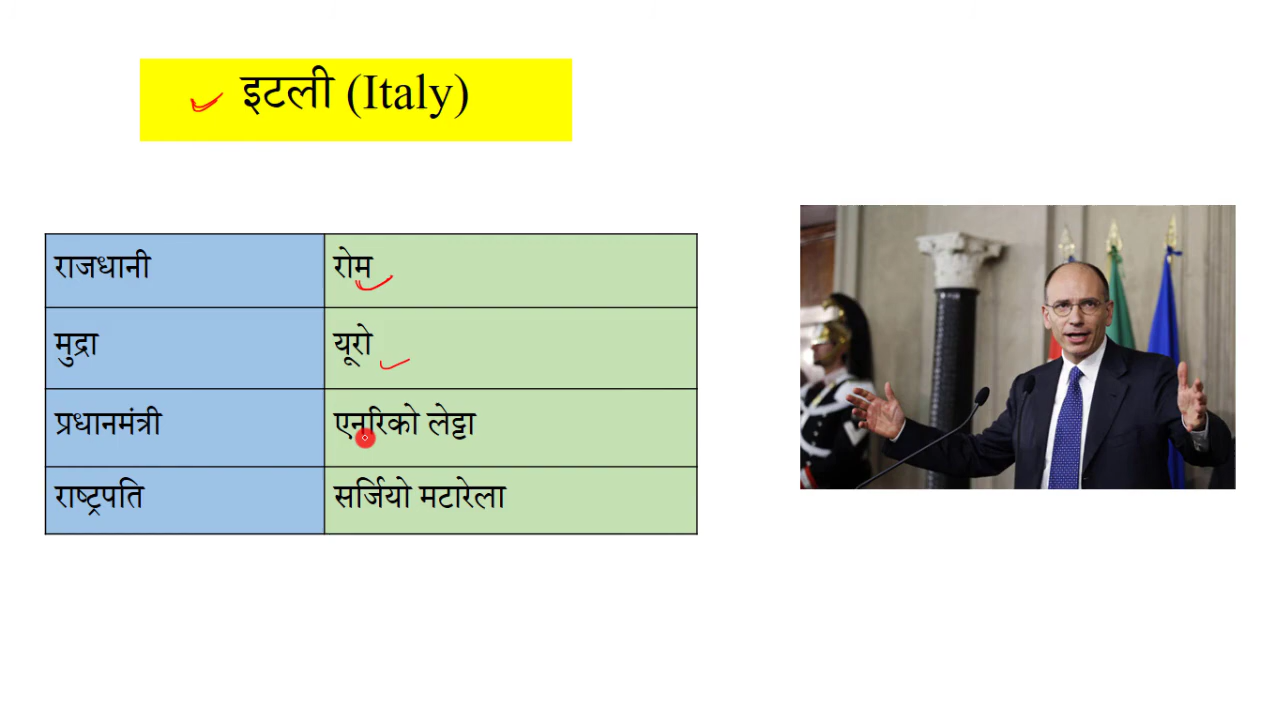 इटली (Italy)
राजधानी रोम
मुद्रा यूरो
प्रधानमंत्री एनरिको लेट्टा
राष्ट्रपति सर्जियो मटारेला